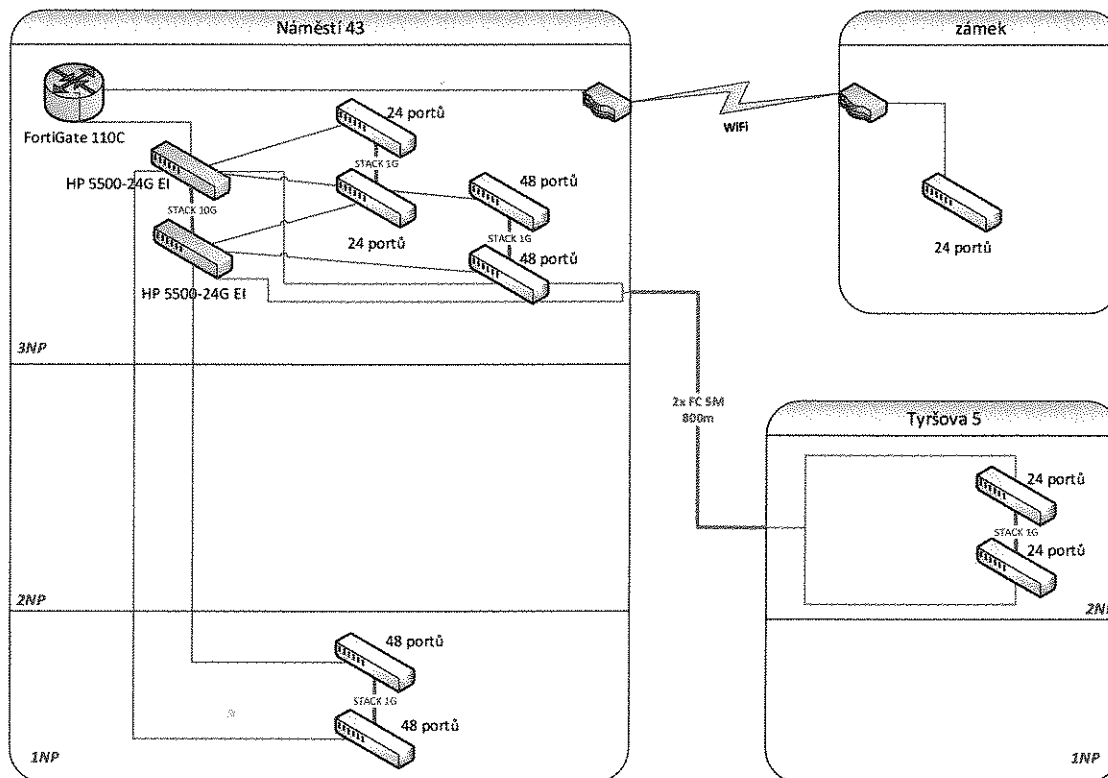 Náměstí 43
zámek
FortiGate 110C
24 portů
WiFi
STACK 1G
HP 5500-24G EI
48 portů
STACK 10G
24 portů
24 portů
STACK 1G
48 portů
HP 5500-24G EI
3NP
2x FC SM
800m
Tyršova 5
24 portů
STACK 1G
24 portů
2NP
2NP
48 portů
STACK 1G
48 portů
1NP
1NP